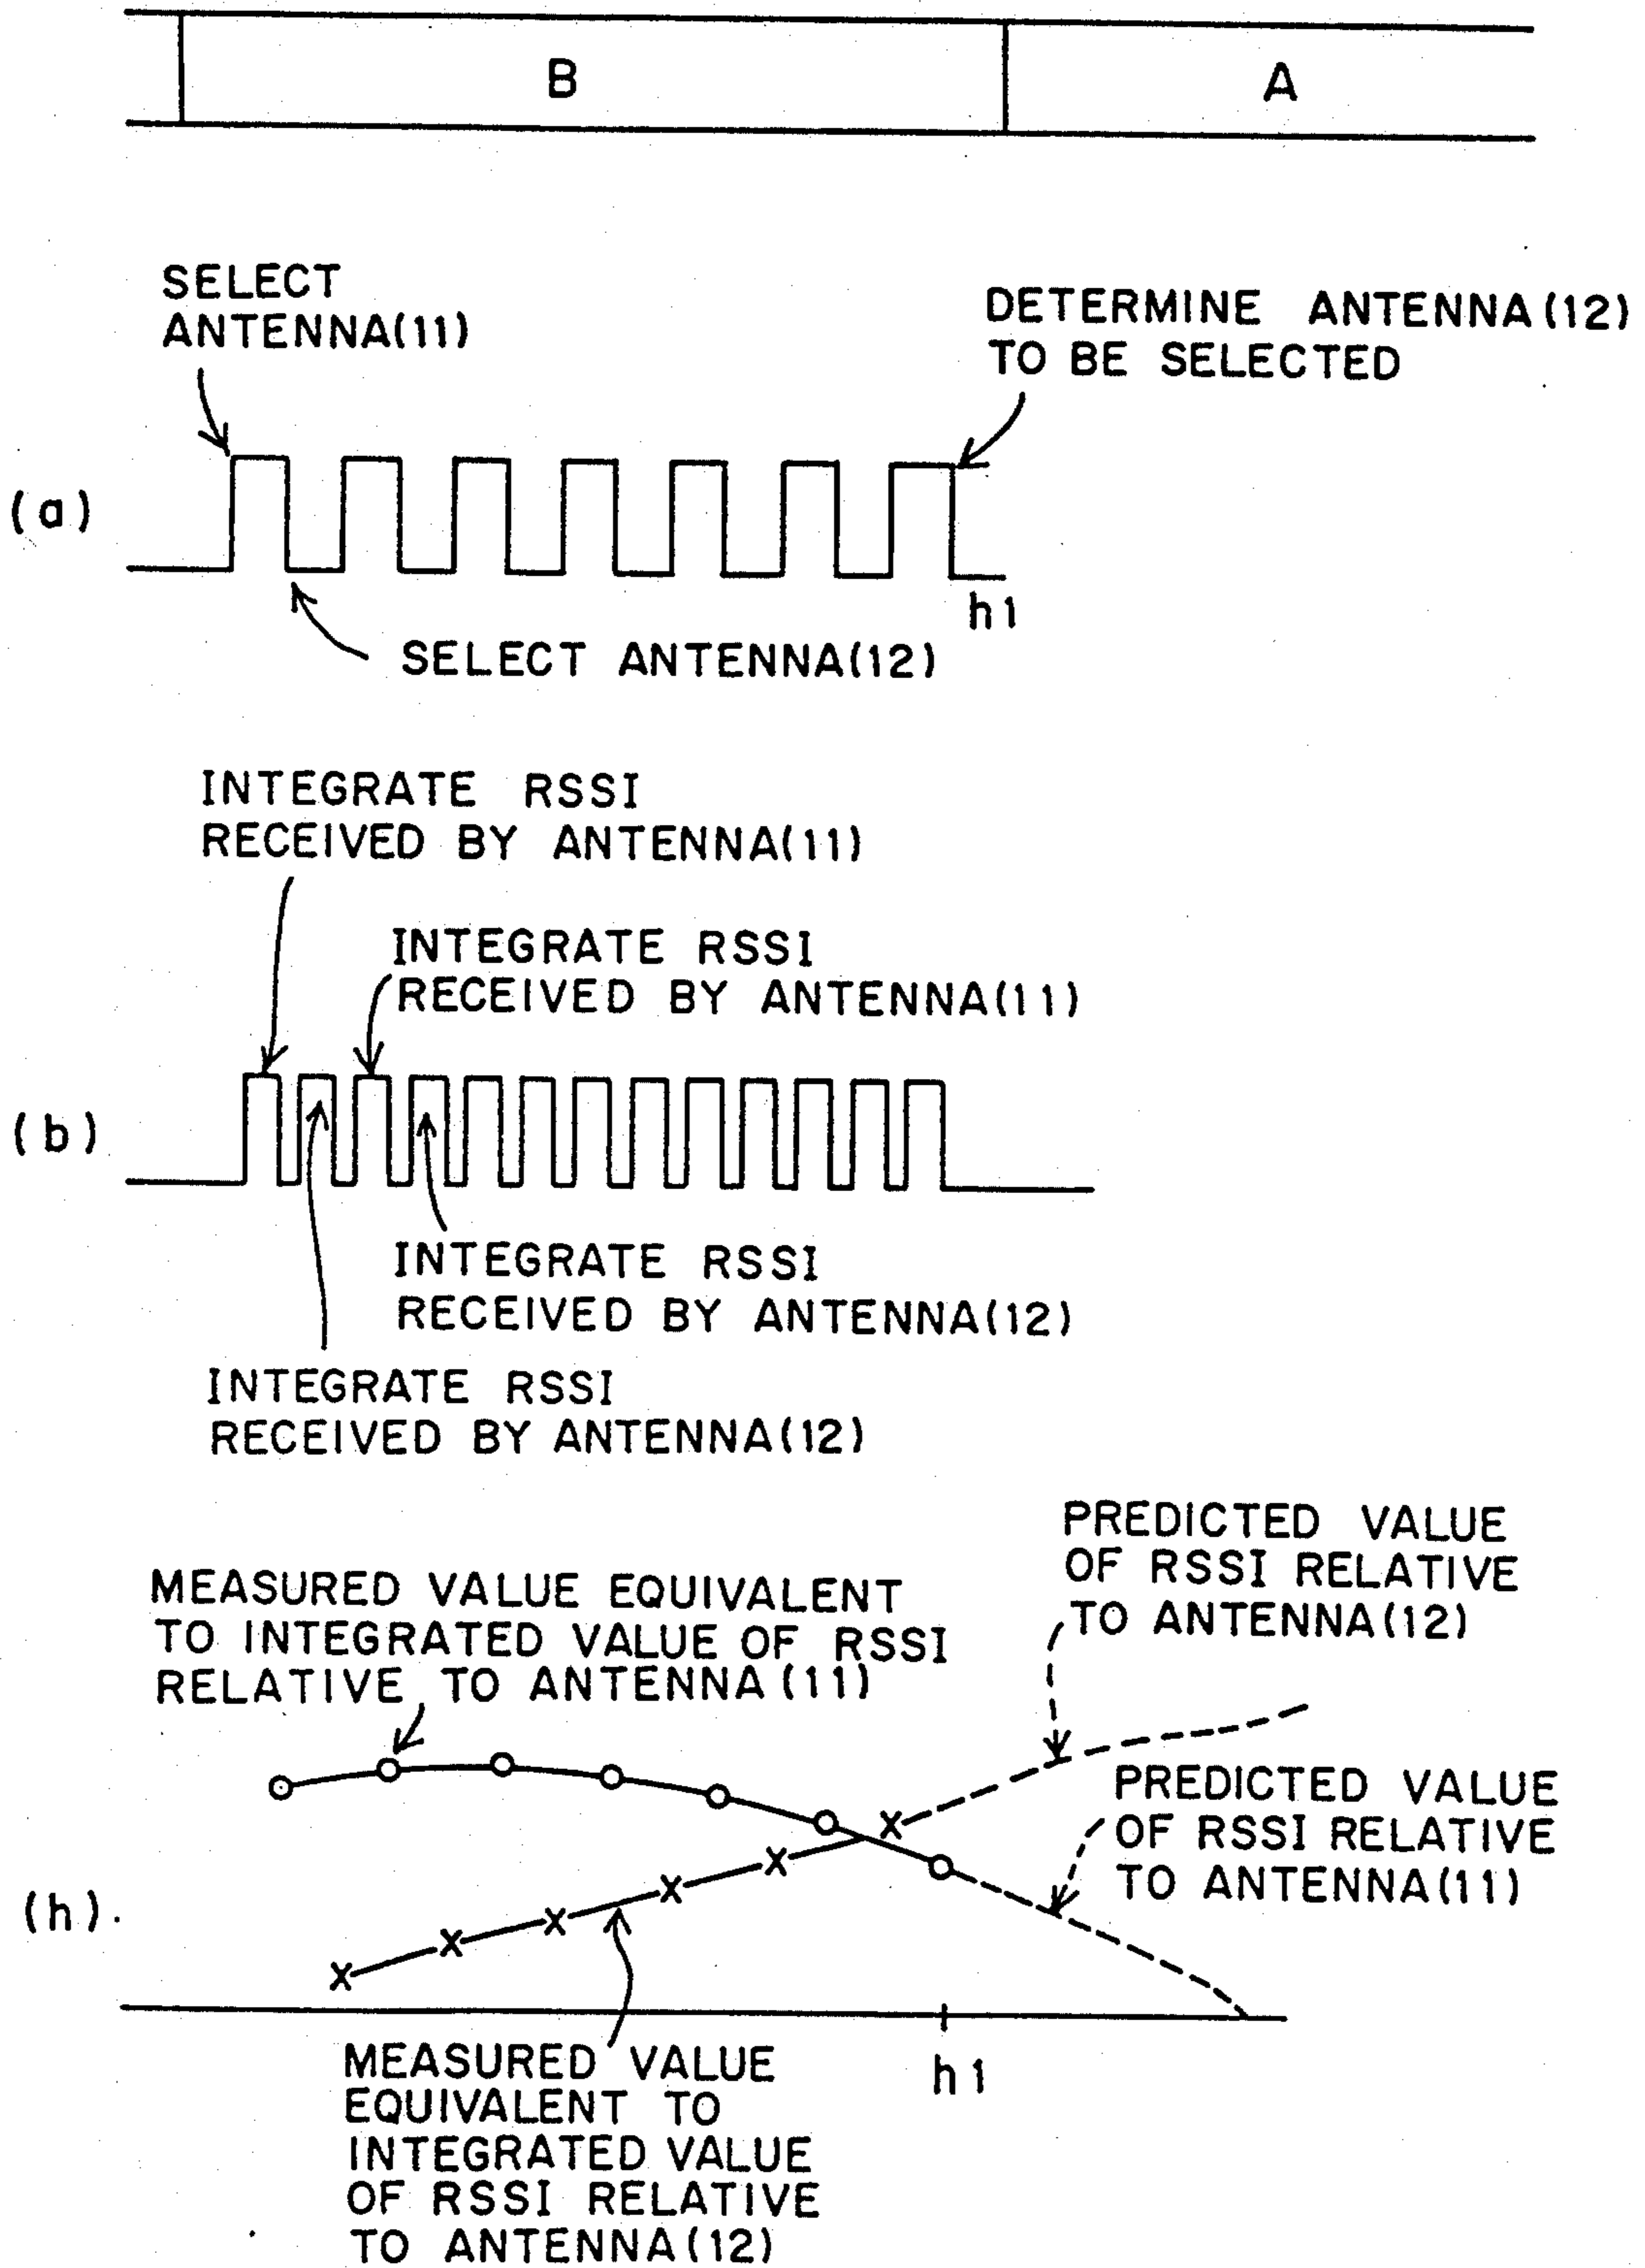 B
A
SELECT
ANTENNA(11)
DETERMINE ANTENNA(12)
TO BE SELECTED
(a)
h1
SELECT ANTENNA(12)
INTEGRATE RSSI
RECEIVED BY ANTENNA(11)
INTEGRATE RSSI
RECEIVED BY ANTENNA(11)
(b)
INTEGRATE RSSI
RECEIVED BY ANTENNA(12)
INTEGRATE RSSI
RECEIVED BY ANTENNA(12)
PREDICTED VALUE
OF RSSI RELATIVE
TO ANTENNA(12)
MEASURED VALUE EQUIVALENT
TO INTEGRATED VALUE OF RSSI
RELATIVE TO ANTENNA(11)
PREDICTED VALUE
OF RSSI RELATIVE
TO ANTENNA(11)
(h)
h1
MEASURED VALUE
EQUIVALENT TO
INTEGRATED VALUE
OF RSSI RELATIVE
TO ANTENNA(12)